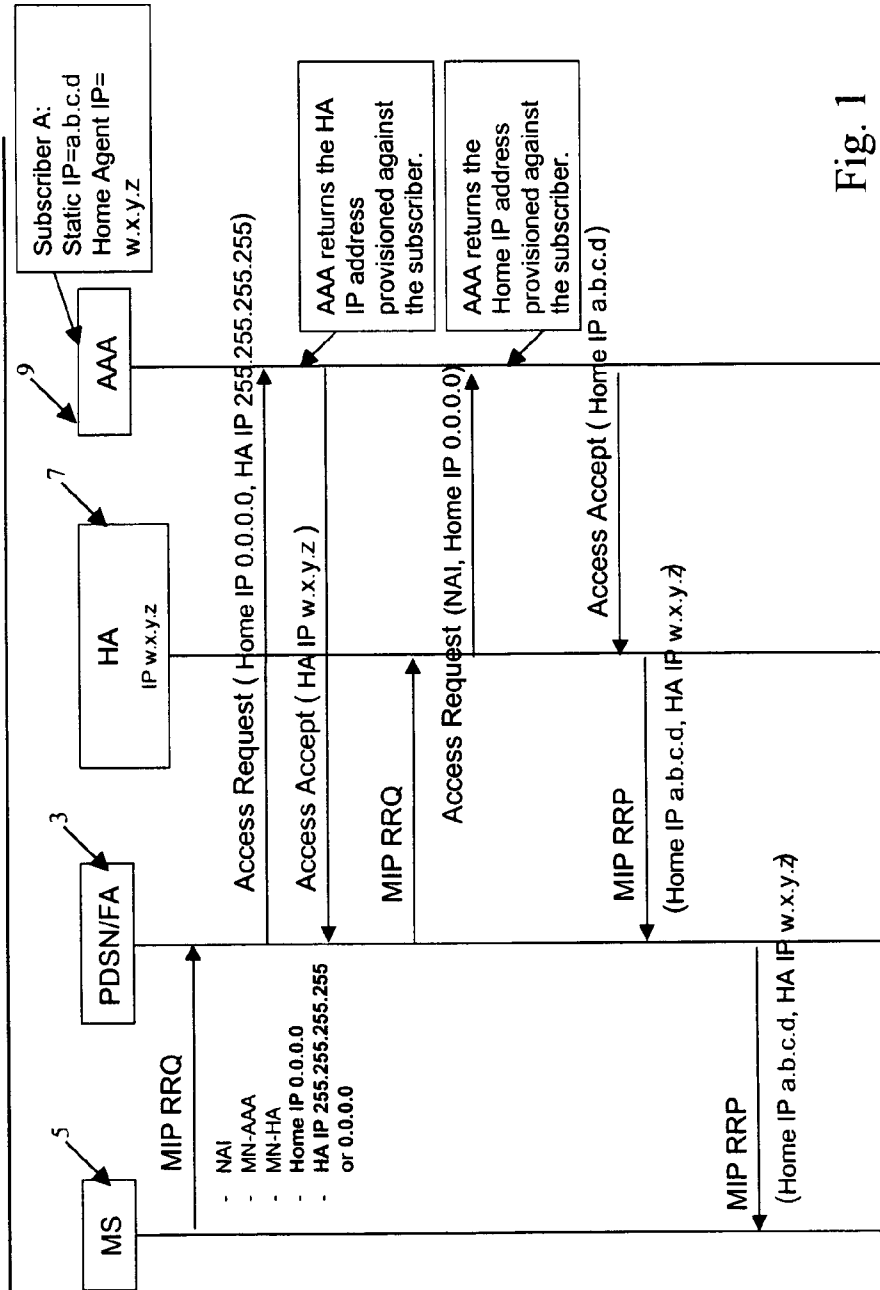 Subscriber A:
Static IP=a.b.c.d
Home Agent IP=
w.x.y.z
5
3
7
9
MS
PDSN/FA
HA
IP w.x.y.z
AAA
MIP RRQ
- NAI
- MN-AAA
- MN-HA
- Home IP 0.0.0.0
- HA IP 255.255.255.255
or 0.0.0.0
Access Request ( Home IP 0.0.0.0, HA IP 255.255.255.255)
AAA returns the HA
IP address
provisioned against
the subscriber.
Access Accept ( HA IP w.x.y.z )
MIP RRQ
Access Request (NAI, Home IP 0.0.0.0)
AAA returns the
Home IP address
provisioned against
the subscriber.
Access Accept ( Home IP a.b.c.d)
MIP RRP
(Home IP a.b.c.d, HA IP w.x.y.z)
MIP RRP
(Home IP a.b.c.d, HA IP w.x.y.z)
Fig. 1